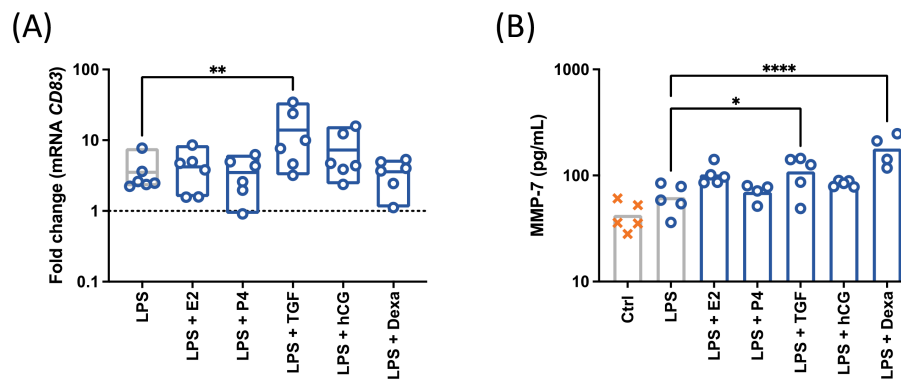 (A)
Fold change (mRNA CD83)
100
10
1
0.1
**
LPS
LPS + E2
LPS + P4
LPS + TGF
LPS + hCG
LPS + Dexa
(B)
MMP-7 (pg/mL)
1000
100
10
****
*
Ctrl
LPS
LPS + E2
LPS + P4
LPS + TGF
LPS + hCG
LPS + Dexa